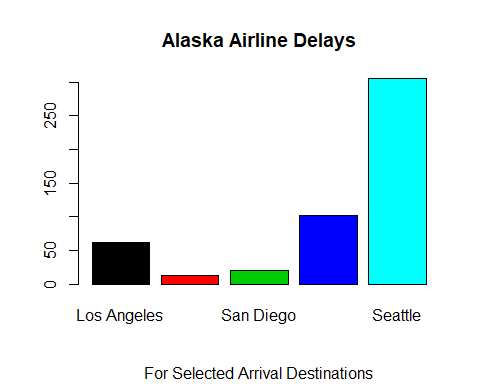 Alaska Airline Delays
250
150
50
0
Los Angeles San Diego Seattle
For Selected Arrival Destinations